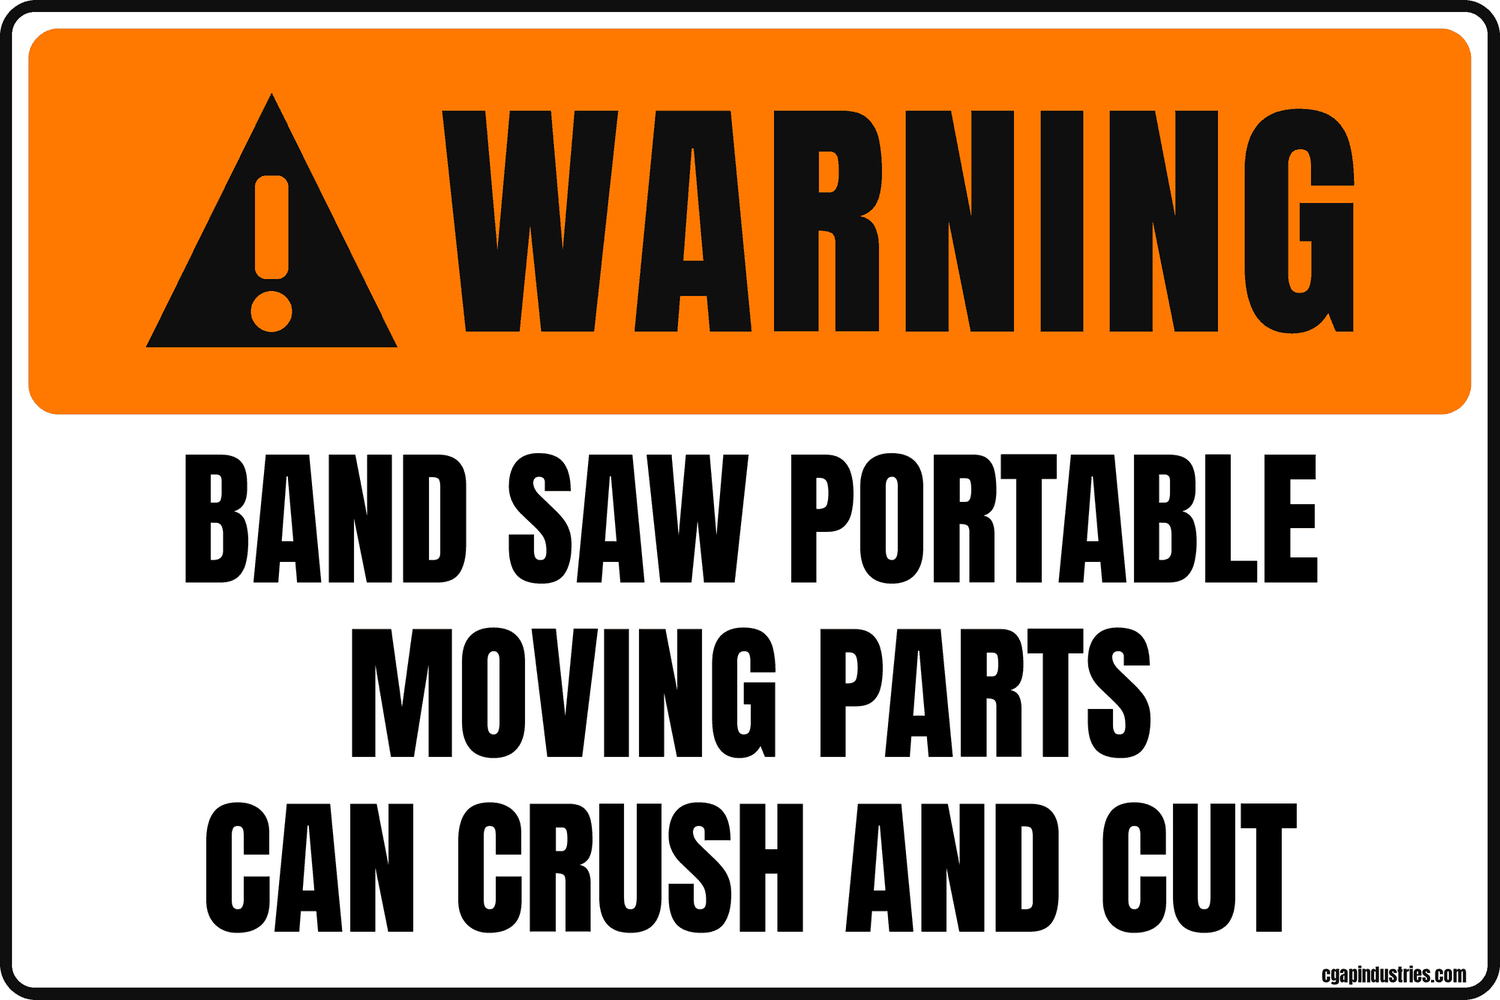 WARNING
BAND SAW PORTABLE
MOVING PARTS
CAN CRUSH AND CUT
cgapindustries.com